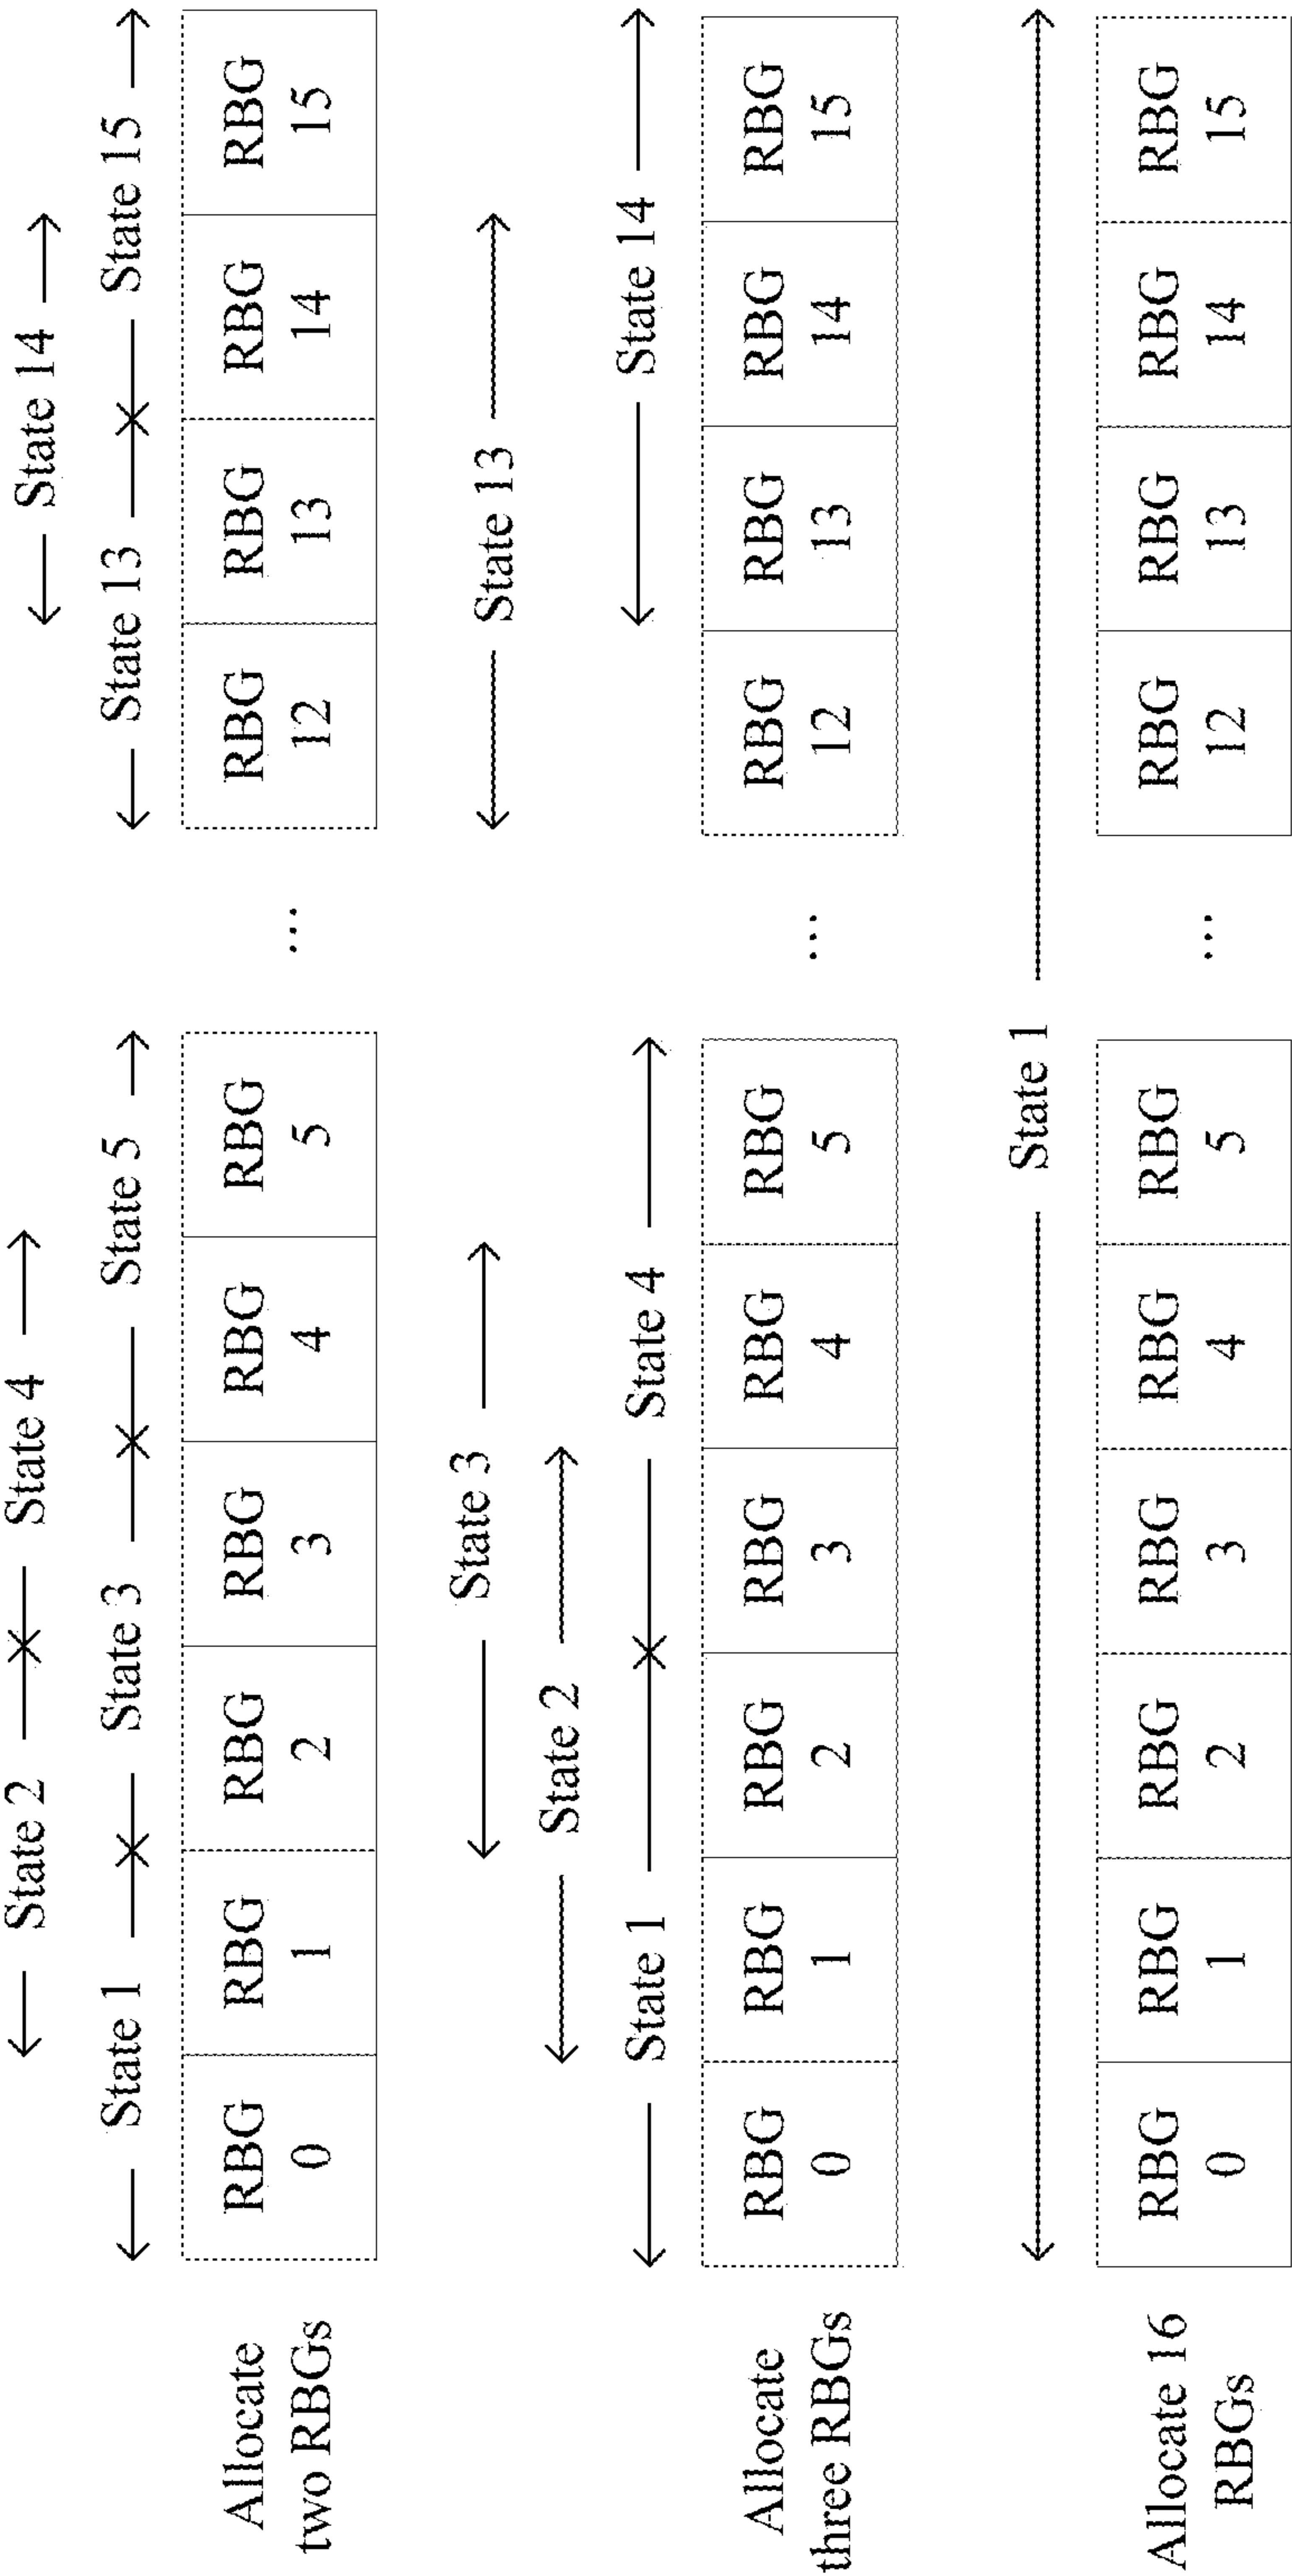 State 2
State 4
State 14
State 1
State 3
State 5
State 13
State 15
Allocate
two RBGs
RBG
0
RBG
1
RBG
2
RBG
3
RBG
4
RBG
5
...
RBG
12
RBG
13
RBG
14
RBG
15
State 3
State 13
State 2
State 1
State 4
State 14
Allocate
three RBGs
RBG
0
RBG
1
RBG
2
RBG
3
RBG
4
RBG
5
...
RBG
12
RBG
13
RBG
14
RBG
15
State 1
Allocate 16
RBGs
RBG
0
RBG
1
RBG
2
RBG
3
RBG
4
RBG
5
...
RBG
12
RBG
13
RBG
14
RBG
15